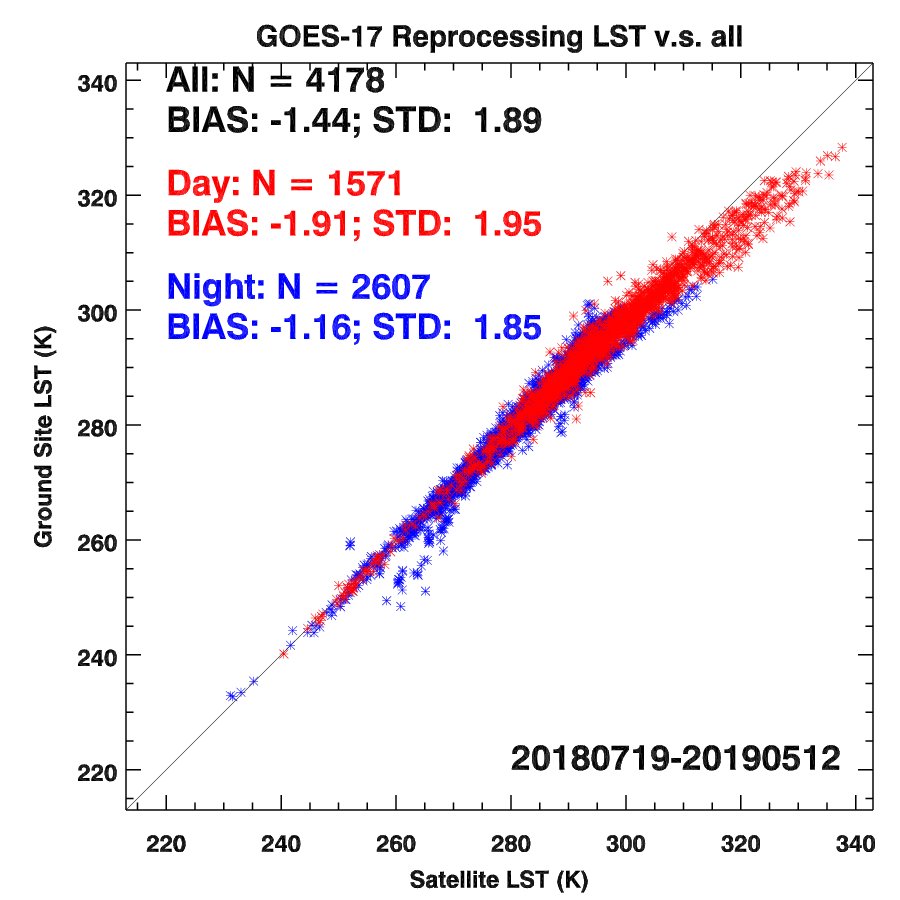 GOES-17 Reprocessing LST v.s. all
All: N = 4178
BIAS: -1.44; STD: 1.89
Day: N = 1571
BIAS: -1.91; STD: 1.95
Night: N = 2607
BIAS: -1.16; STD: 1.85
340
320
300
280
260
240
220
Ground Site LST (K)
20180719-20190512
220 240 260 280 300 320 340
Satellite LST (K)